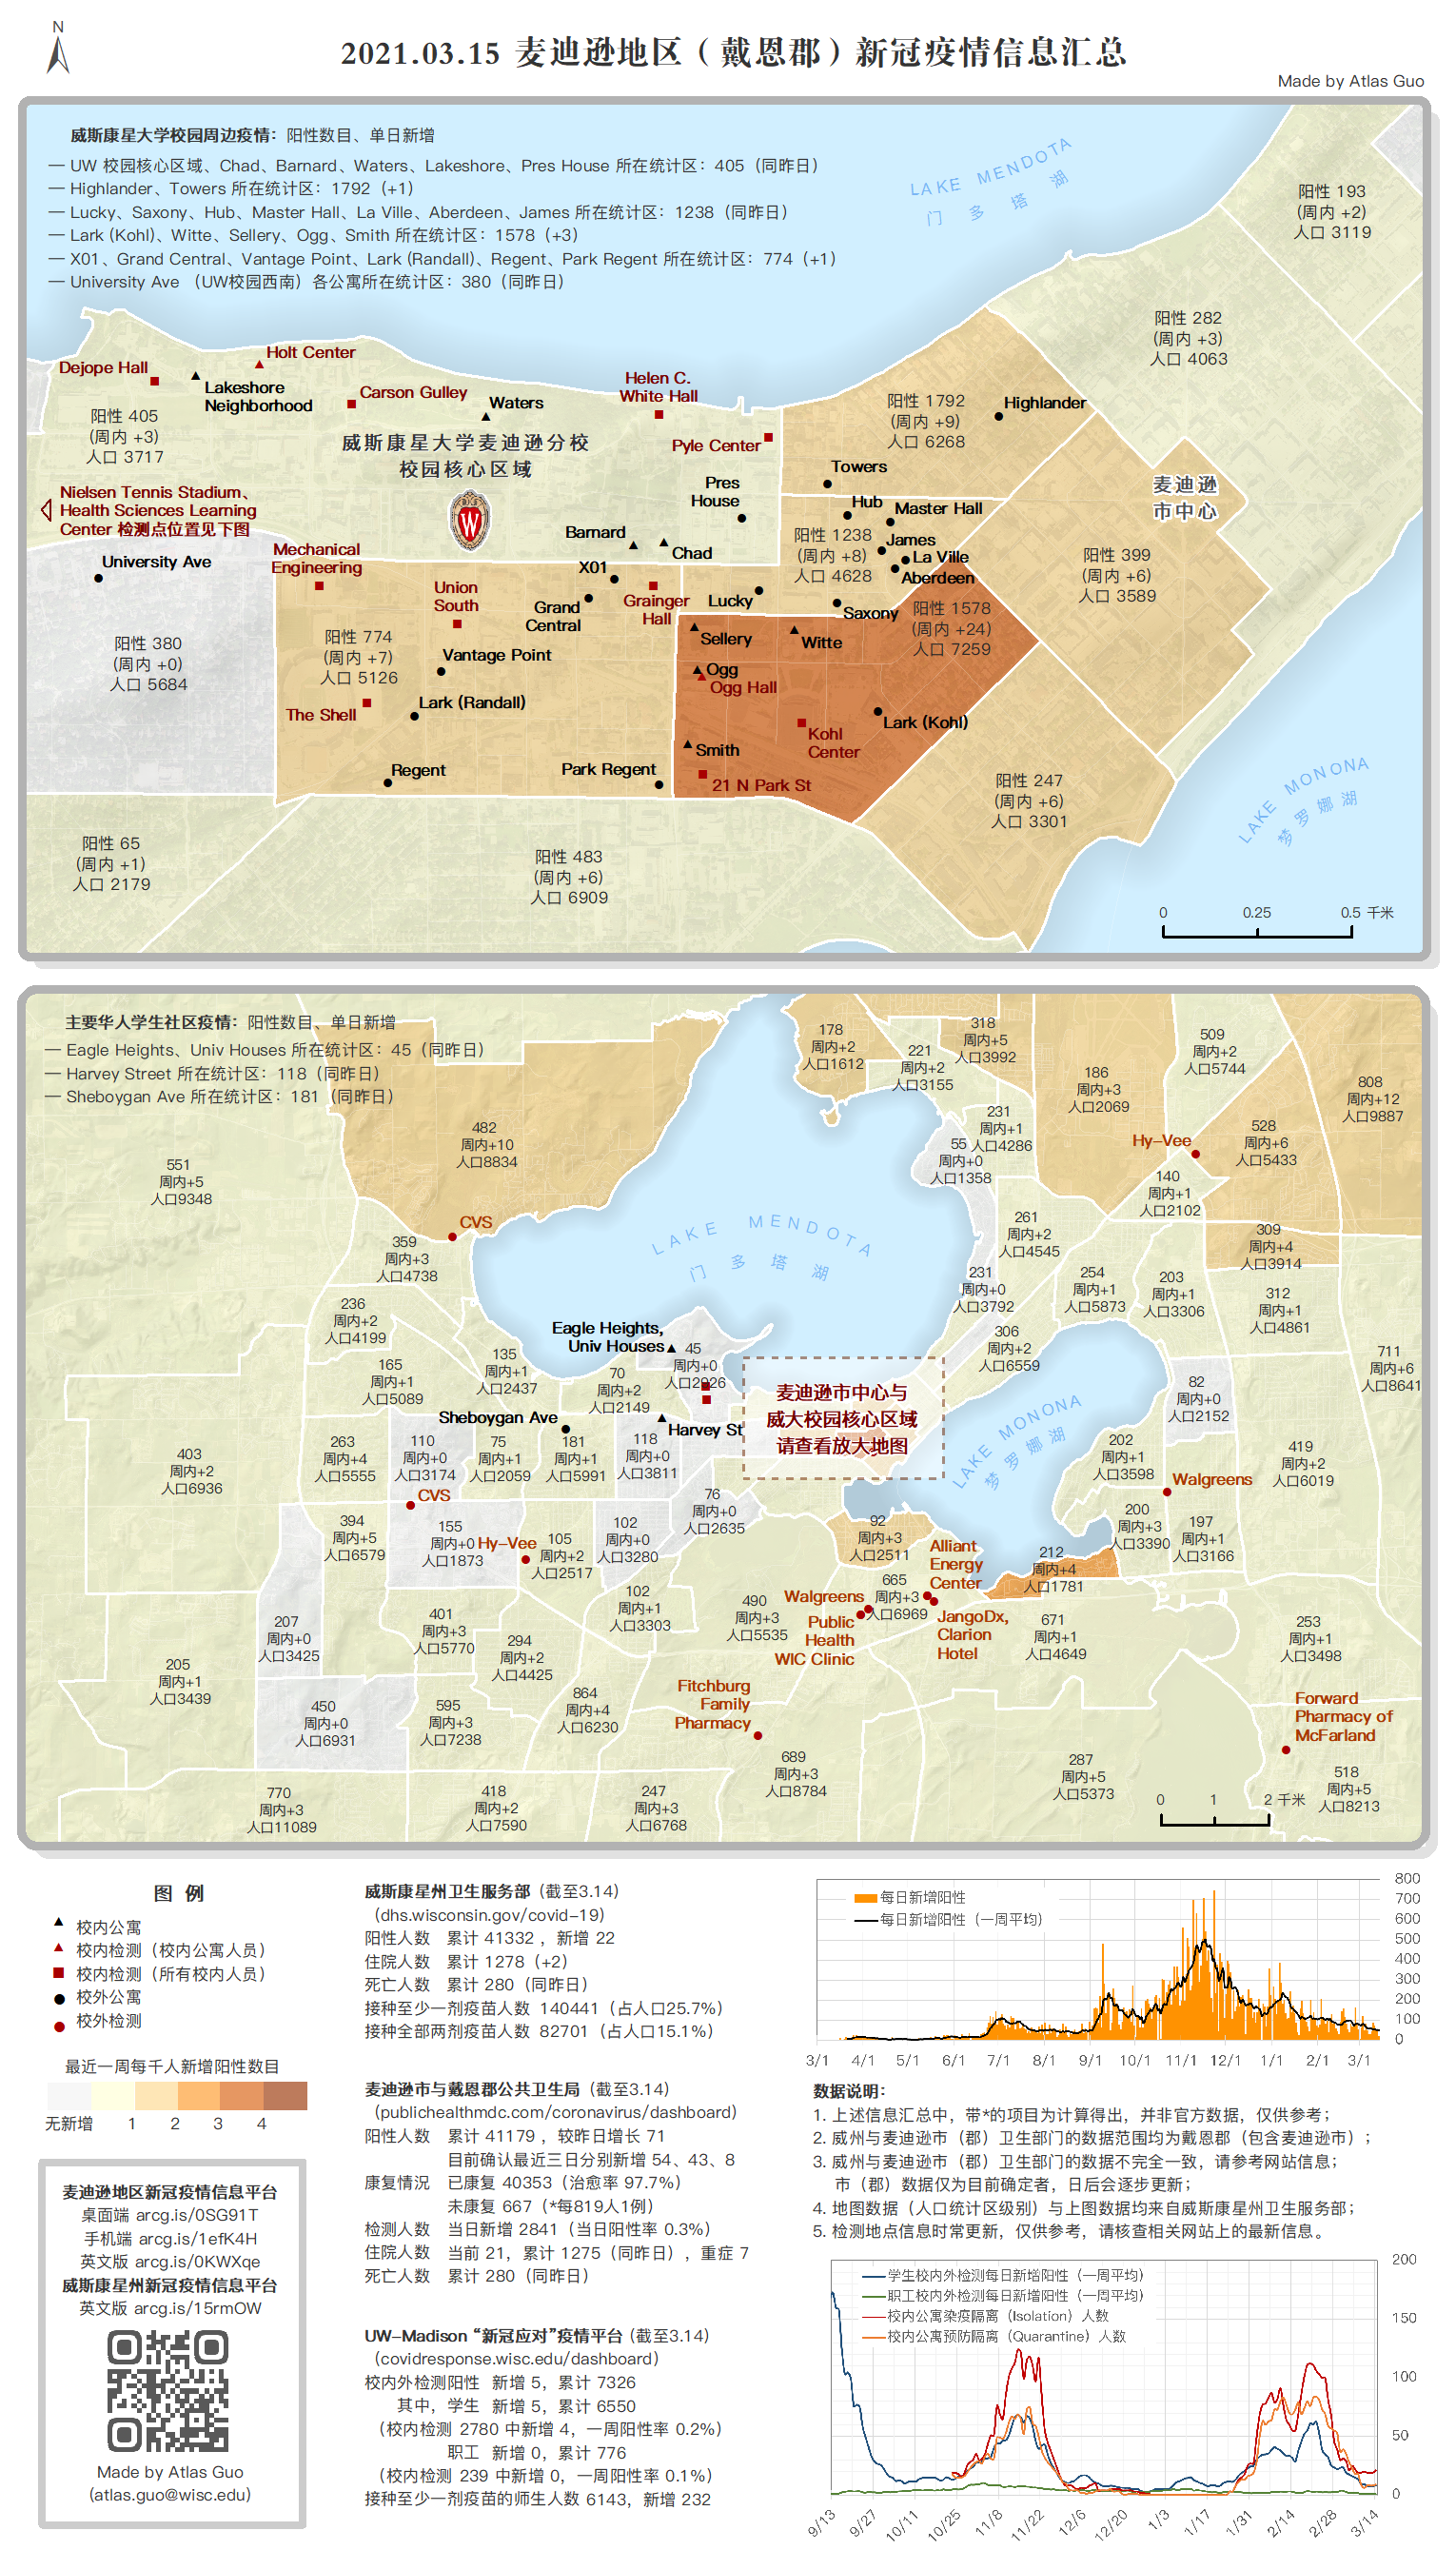 N
2021.03.15 麦迪逊地区（戴恩郡）新冠疫情信息汇总
Made by Atlas Guo
威斯康星大学校园周边疫情：阳性数目、单日新增
— UW 校园核心区域、Chad、Barnard、Waters、Lakeshore、Pres House 所在统计区：405（同昨日）
— Highlander、Towers 所在统计区：1792（+1）
— Lucky、Saxony、Hub、Master Hall、La Ville、Aberdeen、James 所在统计区：1238（同昨日）
— Lark (Kohl)、Witte、Sellery、Ogg、Smith 所在统计区：1578（+3）
— X01、Grand Central、Vantage Point、Lark (Randall)、Regent、Park Regent 所在统计区：774（+1）
— University Ave （UW校园西南）各公寓所在统计区：380（同昨日）
LAKE MENDOTA
门多塔湖
阳性 193
(周内 +2)
人口 3119
阳性 282
(周内 +3)
人口 4063
Dejope Hall
Holt Center
Lakeshore
Neighborhood
Carson Gulley
Waters
Helen C.
White Hall
Pyle Center
阳性 405
(周内 +3)
人口 3717
威斯康星大学麦迪逊分校
校园核心区域
W
阳性 1792
(周内 +9)
人口 6268
Highlander
Towers
Pres
House
Nielsen Tennis Stadium、
Health Sciences Learning
Center 检测点位置见下图
麦迪逊
市中心
Hub
Master Hall
James
La Ville
Aberdeen
阳性 1238
(周内 +8)
人口 4628
Barnard
Chad
University Ave
Mechanical
Engineering
X01
Union
South
Grand
Central
Grainger
Hall
Lucky
Saxony
阳性 399
(周内 +6)
人口 3589
阳性 1578
(周内 +24)
人口 7259
Sellery
Witte
阳性 380
(周内 +0)
人口 5684
阳性 774
(周内 +7)
人口 5126
Vantage Point
Ogg
Ogg Hall
The Shell
Lark (Randall)
Lark (Kohl)
Kohl
Center
Smith
Regent
Park Regent
21 N Park St
阳性 247
(周内 +6)
人口 3301
LAKE MONONA
梦罗娜湖
阳性 65
(周内 +1)
人口 2179
阳性 483
(周内 +6)
人口 6909
0 0.25 0.5 千米
主要华人学生社区疫情：阳性数目、单日新增
— Eagle Heights、Univ Houses 所在统计区：45（同昨日）
— Harvey Street 所在统计区：118（同昨日）
— Sheboygan Ave 所在统计区：181（同昨日）
178
周内+2
人口1612
221
周内+2
人口3155
318
周内+5
人口3992
186
周内+3
人口2069
509
周内+2
人口5744
808
周内+12
人口9887
482
周内+10
人口8834
551
周内+5
人口9348
231
周内+1
人口4286
55
周内+0
人口1358
Hy-Vee
528
周内+6
人口5433
140
周内+1
人口2102
CVS
359
周内+3
人口4738
LAKE MENDOTA
门多塔湖
261
周内+2
人口4545
309
周内+4
人口3914
231
周内+0
人口3792
254
周内+1
人口5873
203
周内+1
人口3306
312
周内+1
人口4861
236
周内+2
人口4199
Eagle Heights,
Univ Houses
45
周内+0
人口2926
306
周内+2
人口6559
165
周内+1
人口5089
135
周内+1
人口2437
70
周内+2
人口2149
711
周内+6
人口8641
82
周内+0
人口2152
麦迪逊市中心与
威大校园核心区域
请查看放大地图
Sheboygan Ave
Harvey St
LAKE MONONA
梦罗娜湖
403
周内+2
人口6936
263
周内+4
人口5555
110
周内+0
人口3174
75
周内+1
人口2059
181
周内+1
人口5991
118
周内+0
人口3811
202
周内+1
人口3598
419
周内+2
人口6019
Walgreens
CVS
76
周内+0
人口2635
394
周内+5
人口6579
155
周内+0
人口1873
Hy-Vee
105
周内+2
人口2517
102
周内+0
人口3280
92
周内+3
人口2511
200
周内+3
人口3390
197
周内+1
人口3166
Alliant
Energy
Center
212
周内+4
人口1781
102
周内+1
人口3303
490
周内+3
人口5535
Walgreens
665
周内+3
人口6969
Public
Health
WIC Clinic
JangoDx,
Clarion
Hotel
671
周内+1
人口4649
253
周内+1
人口3498
207
周内+0
人口3425
401
周内+3
人口5770
294
周内+2
人口4425
205
周内+1
人口3439
450
周内+0
人口6931
595
周内+3
人口7238
864
周内+4
人口6230
Fitchburg
Family
Pharmacy
Forward
Pharmacy of
McFarland
689
周内+3
人口8784
287
周内+5
人口5373
518
周内+5
人口8213
770
周内+3
人口11089
418
周内+2
人口7590
247
周内+3
人口6768
0 1 2 千米
图 例
校内公寓
校内检测（校内公寓人员）
校内检测（所有校内人员）
校外公寓
校外检测
最近一周每千人新增阳性数目
无新增 1 2 3 4
麦迪逊地区新冠疫情信息平台
桌面端 arcg.is/0SG91T
手机端 arcg.is/1efK4H
英文版 arcg.is/0KWXqe
威斯康星州新冠疫情信息平台
英文版 arcg.is/15rmOW
Made by Atlas Guo
(atlas.guo@wisc.edu)
威斯康星州卫生服务部（截至3.14）
（dhs.wisconsin.gov/covid-19）
阳性人数 累计 41332 ，新增 22
住院人数 累计 1278（+2）
死亡人数 累计 280（同昨日）
接种至少一剂疫苗人数 140441（占人口25.7%）
接种全部两剂疫苗人数 82701（占人口15.1%）
麦迪逊市与戴恩郡公共卫生局（截至3.14）
（publichealthmdc.com/coronavirus/dashboard）
阳性人数 累计 41179 ，较昨日增长 71
目前确认最近三日分别新增 54、43、8
康复情况 已康复 40353（治愈率 97.7%）
未康复 667（*每819人1例）
检测人数 当日新增 2841（当日阳性率 0.3%）
住院人数 当前 21，累计 1275（同昨日），重症 7
死亡人数 累计 280（同昨日）
UW-Madison “新冠应对”疫情平台（截至3.14）
（covidresponse.wisc.edu/dashboard）
校内外检测阳性 新增 5，累计 7326
其中，学生 新增 5，累计 6550
（校内检测 2780 中新增 4，一周阳性率 0.2%）
职工 新增 0，累计 776
（校内检测 239 中新增 0，一周阳性率 0.1%）
接种至少一剂疫苗的师生人数 6143，新增 232
每日新增阳性
每日新增阳性（一周平均）
800
700
600
500
400
300
200
100
0
3/1 4/1 5/1 6/1 7/1 8/1 9/1 10/1 11/1 12/1 1/1 2/1 3/1
数据说明：
1. 上述信息汇总中，带*的项目为计算得出，并非官方数据，仅供参考；
2. 威州与麦迪逊市（郡）卫生部门的数据范围均为戴恩郡（包含麦迪逊市）；
3. 威州与麦迪逊市（郡）卫生部门的数据不完全一致，请参考网站信息；
市（郡）数据仅为目前确定者，日后会逐步更新；
4. 地图数据（人口统计区级别）与上图数据均来自威斯康星州卫生服务部；
5. 检测地点信息时常更新，仅供参考，请核查相关网站上的最新信息。
学生校内外检测每日新增阳性（一周平均）
职工校内外检测每日新增阳性（一周平均）
校内公寓染疫隔离（Isolation）人数
校内公寓预防隔离（Quarantine）人数
200
150
100
50
0
9/13 9/27 10/11 10/25 11/8 11/22 12/6 12/20 1/3 1/17 1/31 2/14 2/28 3/14